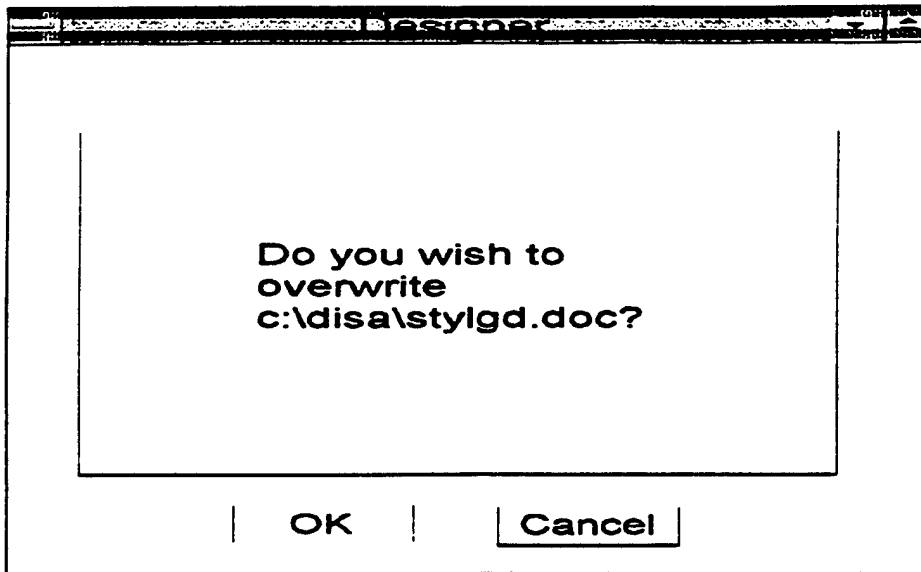 Designer
Do you wish to
overwrite
c:\disa\stylgd.doc?
OK
Cancel